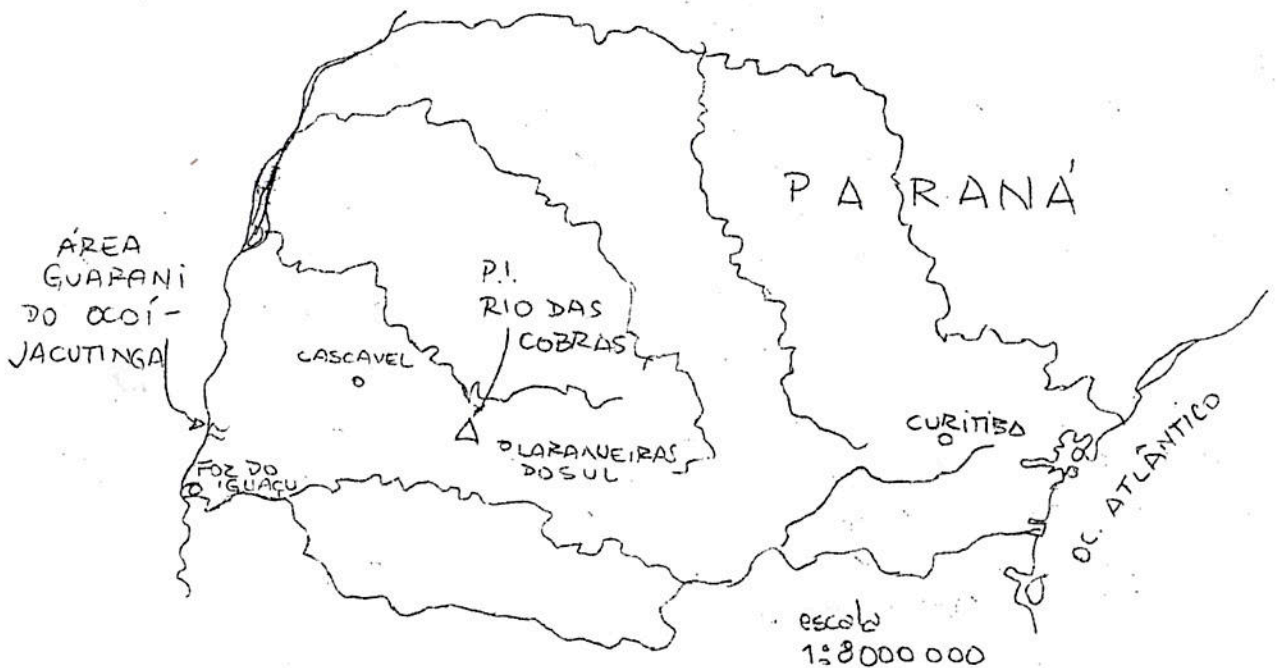 PARANÁ
ÁREA
GUARANI
DO OCOÍ-
JACUTINGA
P.I.
RIO DAS
COBRAS
CASCAVEL
LARANJEIRAS
DO SUL
CURITIBA
FOZ DO
IGUAÇU
OC. ATLÂNTICO
escala
1:8000 000